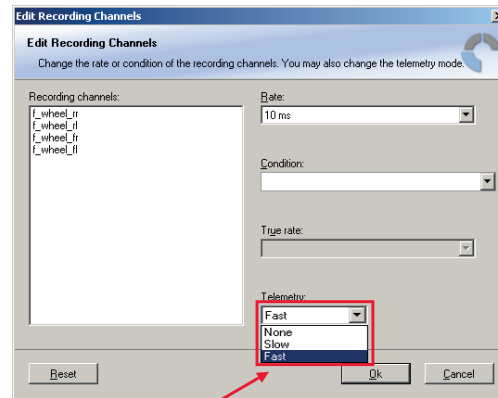 Edit Recording Channels
Edit Recording Channels
Change the rate or condition of the recording channels. You may also change the telemetry mode.
Recording channels:
f_wheel_rr
f_wheel_rl
f_wheel_fr
f_wheel_fl
Rate:
10 ms
Condition:
True rate:
Telemetry:
Fast
None
Slow
Fast
Reset
Ok
Cancel